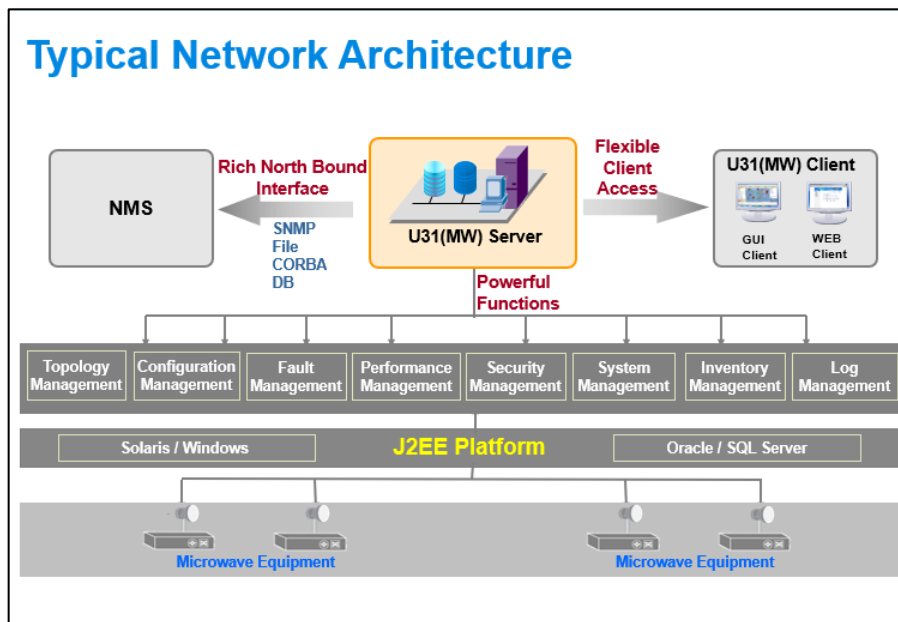 Typical Network Architecture
NMS
Rich North Bound
Interface
SNMP
File
CORBA
DB
U31(MW) Server
Flexible
Client
Access
U31(MW) Client
GUI
Client
WEB
Client
Powerful
Functions
Topology
Management
Configuration
Management
Fault
Management
Performance
Management
Security
Management
System
Management
Inventory
Management
Log
Management
Solaris / Windows
J2EE Platform
Oracle / SQL Server
Microwave Equipment
Microwave Equipment